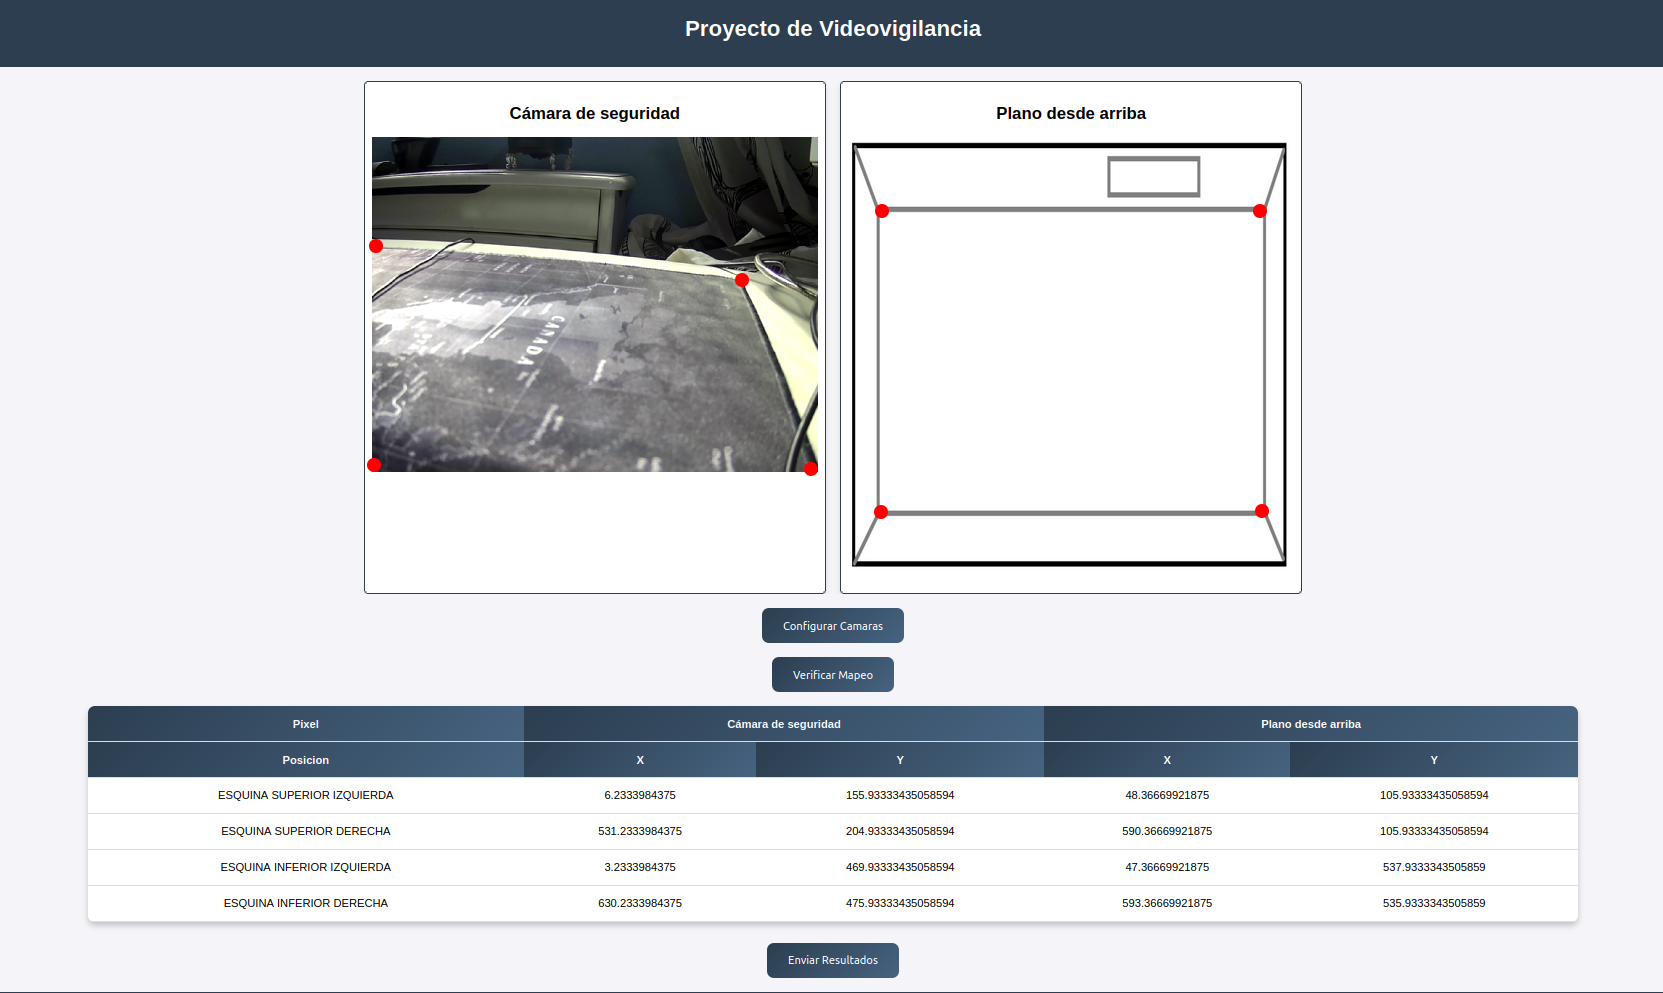 Proyecto de Videovigilancia
Cámara de seguridad
Plano desde arriba
CANADA
Configurar Camaras
Verificar Mapeo
Pixel Cámara de seguridad Plano desde arriba
Posicion X Y X Y
ESQUINA SUPERIOR IZQUIERDA 6.2333984375 155.93333435058594 48.36669921875 105.93333435058594
ESQUINA SUPERIOR DERECHA 531.2333984375 204.93333435058594 590.36669921875 105.93333435058594
ESQUINA INFERIOR IZQUIERDA 3.2333984375 469.93333435058594 47.36669921875 537.9333343505859
ESQUINA INFERIOR DERECHA 630.2333984375 475.93333435058594 593.36669921875 535.9333343505859
Enviar Resultados